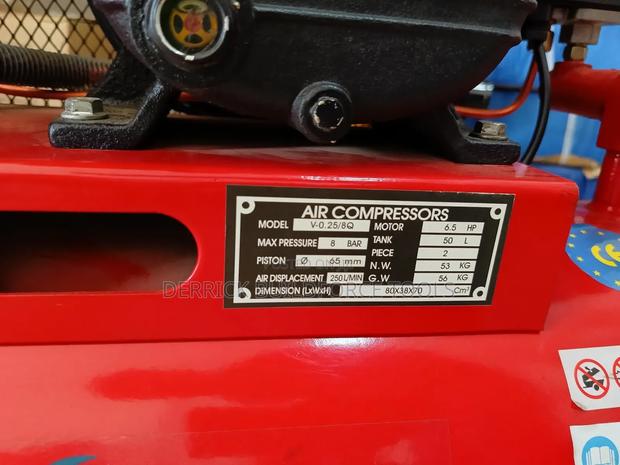 AIR COMPRESSORS
MODEL V-0.25/8Q MOTOR 6.5 HP
MAX PRESSURE 8 BAR TANK 50 L
PISTON Ø 65 mm PIECE 2
AIR DISPLACEMENT 250L/MIN N.W. 53 KG
G.W 56 KG
DIMENSION (LxWxH) 80X38X70 Cm³